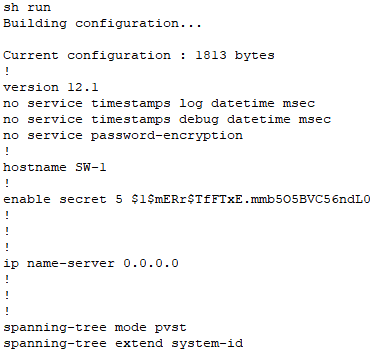 sh run
Building configuration...
Current configuration : 1813 bytes
!
version 12.1
no service timestamps log datetime msec
no service timestamps debug datetime msec
no service password-encryption
!
hostname SW-1
!
enable secret 5 $1$mERr$TfFTxE.mmb5O5BVC56ndL0
!
!
!
ip name-server 0.0.0.0
!
!
!
spanning-tree mode pvst
spanning-tree extend system-id